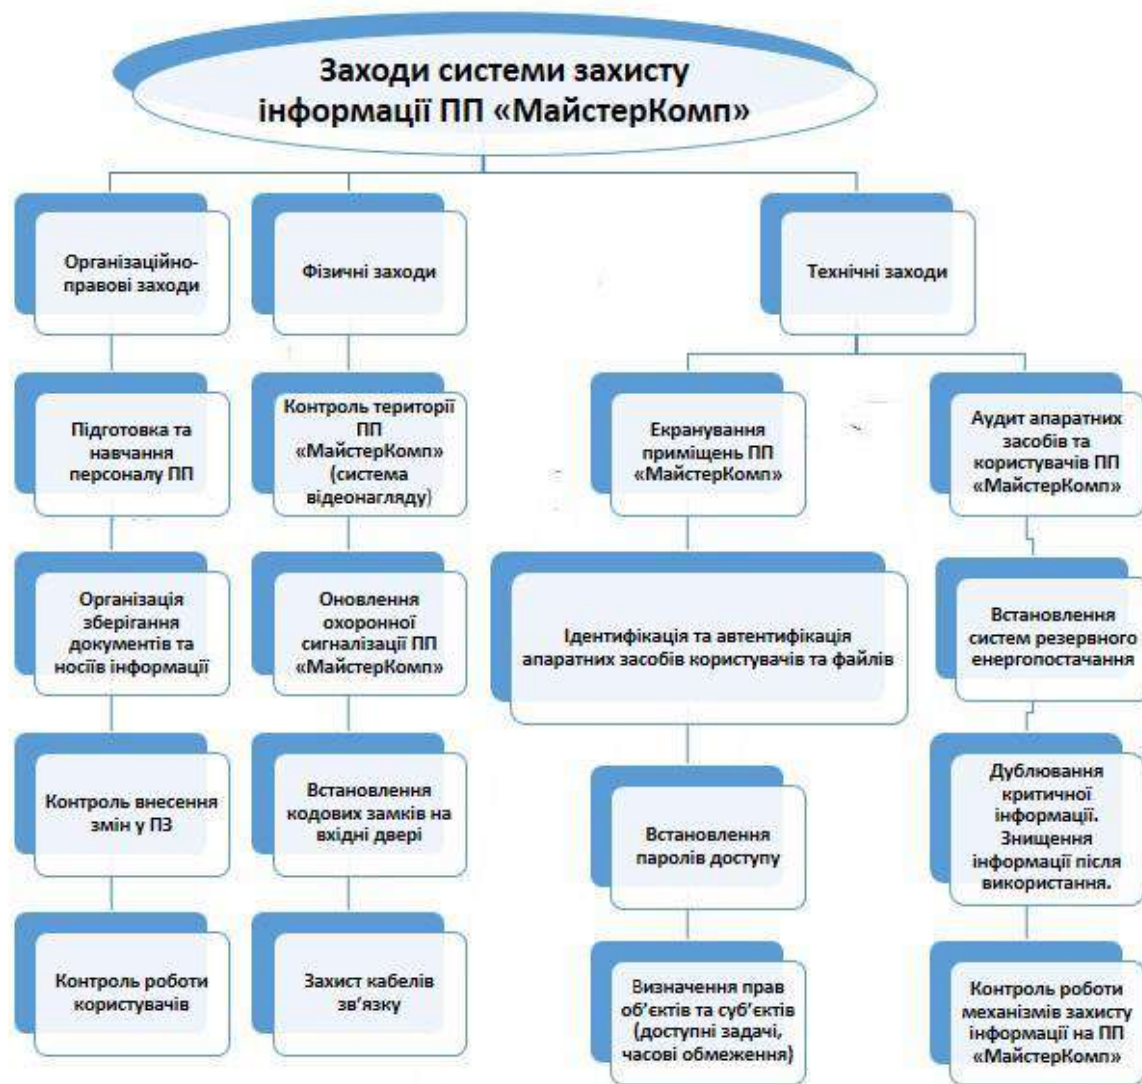 Заходи системи захисту
інформації ПП «МайстерКомп»
Організаційно-
правові заходи
Фізичні заходи
Технічні заходи
Підготовка та
навчання
персоналу ПП
Контроль території
ПП
«МайстерКомп»
(система
відеонагляду)
Екранування
приміщень ПП
«МайстерКомп»
Аудит апаратних
засобів та
користувачів ПП
«МайстерКомп»
Організація
зберігання
документів та
носіїв інформації
Оновлення
охоронної
сигналізації ПП
«МайстерКомп»
Ідентифікація та автентифікація
апаратних засобів користувачів та файлів
Встановлення
систем резервного
енергопостачання
Контроль внесення
змін у ПЗ
Встановлення
кодових замків на
вхідні двері
Встановлення
паролів доступу
Дублювання
критичної
інформації.
Знищення
інформації після
використання.
Контроль роботи
користувачів
Захист кабелів
зв’язку
Визначення прав
об’єктів та суб’єктів
(доступні задачі,
часові обмеження)
Контроль роботи
механізмів захисту
інформації на ПП
«МайстерКомп»